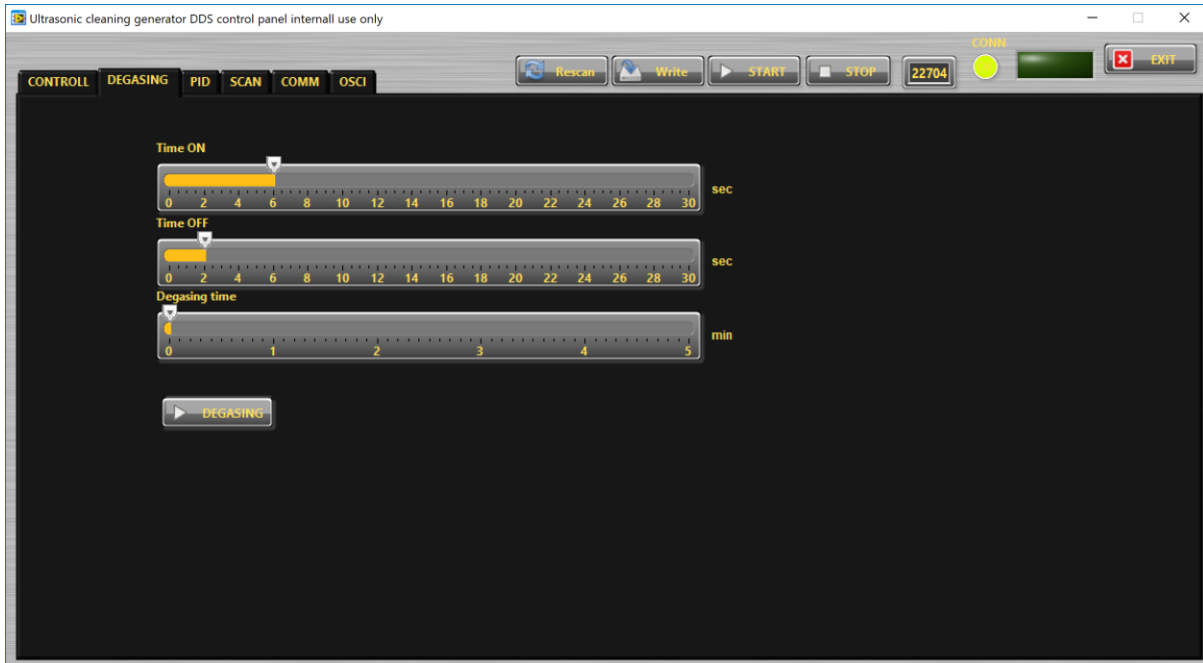 Ultrasonic cleaning generator DDS control panel internall use only
CONN
Rescan Write START STOP 22704 EXIT
CONTROLL DEGASING PID SCAN COMM OSCI
Time ON
0 2 4 6 8 10 12 14 16 18 20 22 24 26 28 30 sec
Time OFF
0 2 4 6 8 10 12 14 16 18 20 22 24 26 28 30 sec
Degasing time
0 1 2 3 4 5 min
DEGASING